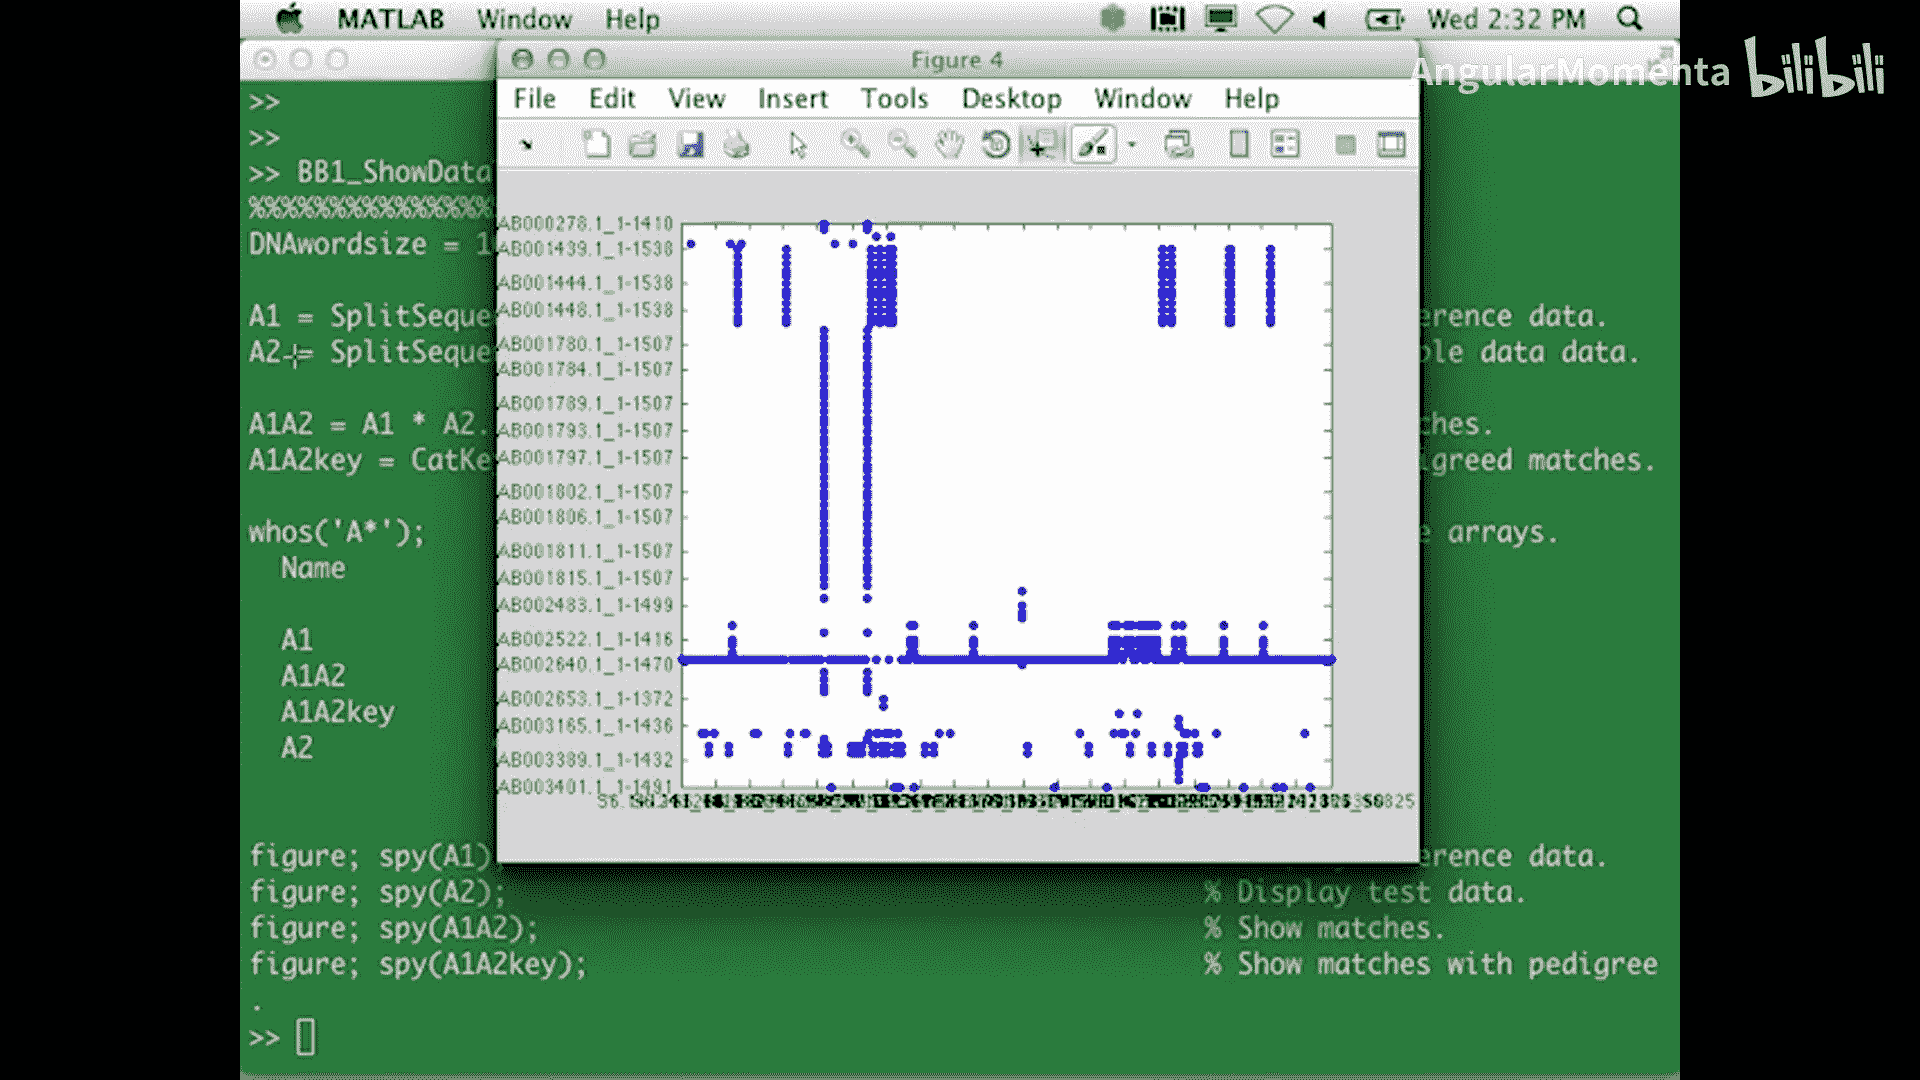 MATLAB Window Help Wed 2:32 PM
Figure 4
AngularMomenta bilibili
File Edit View Insert Tools Desktop Window Help
>>
>>
>> BB1_ShowData
%%%%%%%%%%%%%%%
DNAwordsize = 1
A1 = SplitSeque erence data.
A2 = SplitSeque ple data data.
A1A2 = A1 * A2. ches.
A1A2key = CatKe igreed matches.
whos('A*'); e arrays.
Name
A1
A1A2
A1A2key
A2
AB000278.1_1-1410
AB001439.1_1-1538
AB001444.1_1-1538
AB001448.1_1-1538
AB001780.1_1-1507
AB001784.1_1-1507
AB001789.1_1-1507
AB001793.1_1-1507
AB001797.1_1-1507
AB001802.1_1-1507
AB001806.1_1-1507
AB001811.1_1-1507
AB001815.1_1-1507
AB002483.1_1-1499
AB002522.1_1-1416
AB002640.1_1-1470
AB002653.1_1-1372
AB003165.1_1-1436
AB003389.1_1-1432
AB003401.1_1-1491
figure; spy(A1) erence data.
figure; spy(A2); % Display test data.
figure; spy(A1A2); % Show matches.
figure; spy(A1A2key); % Show matches with pedigree
.
>>